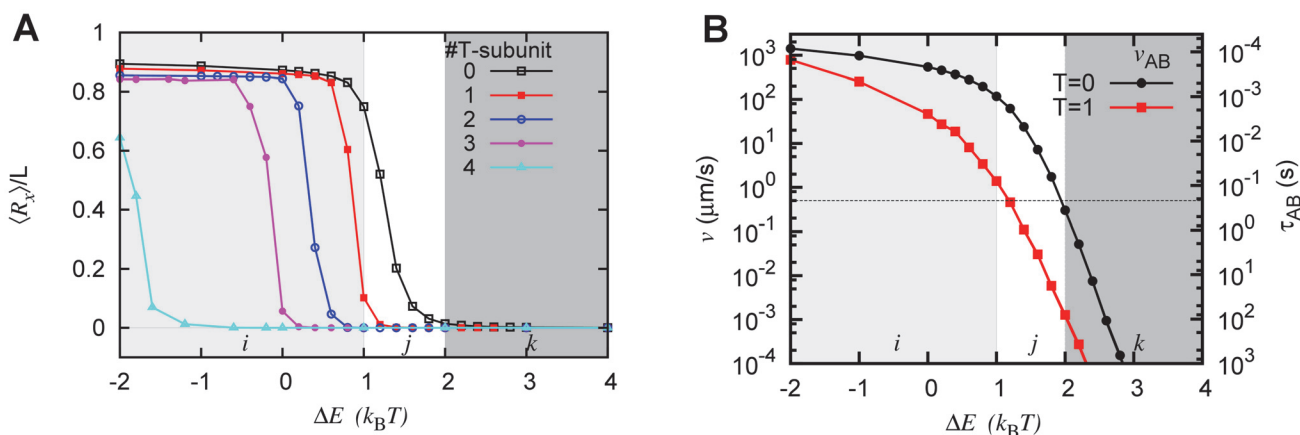 A
B
#T-subunit
0
1
2
3
4
1
0.8
0.6
0.4
0.2
0
⟨Rx⟩/L
i
j
k
-2
-1
0
1
2
3
4
ΔE (kBT)
vAB
T=0
T=1
10³
10²
10¹
10⁰
10⁻¹
10⁻²
10⁻³
10⁻⁴
v (μm/s)
10⁻⁴
10⁻³
10⁻²
10⁻¹
10⁰
10¹
10²
10³
τAB (s)
i
j
k
-2
-1
0
1
2
3
4
ΔE (kBT)